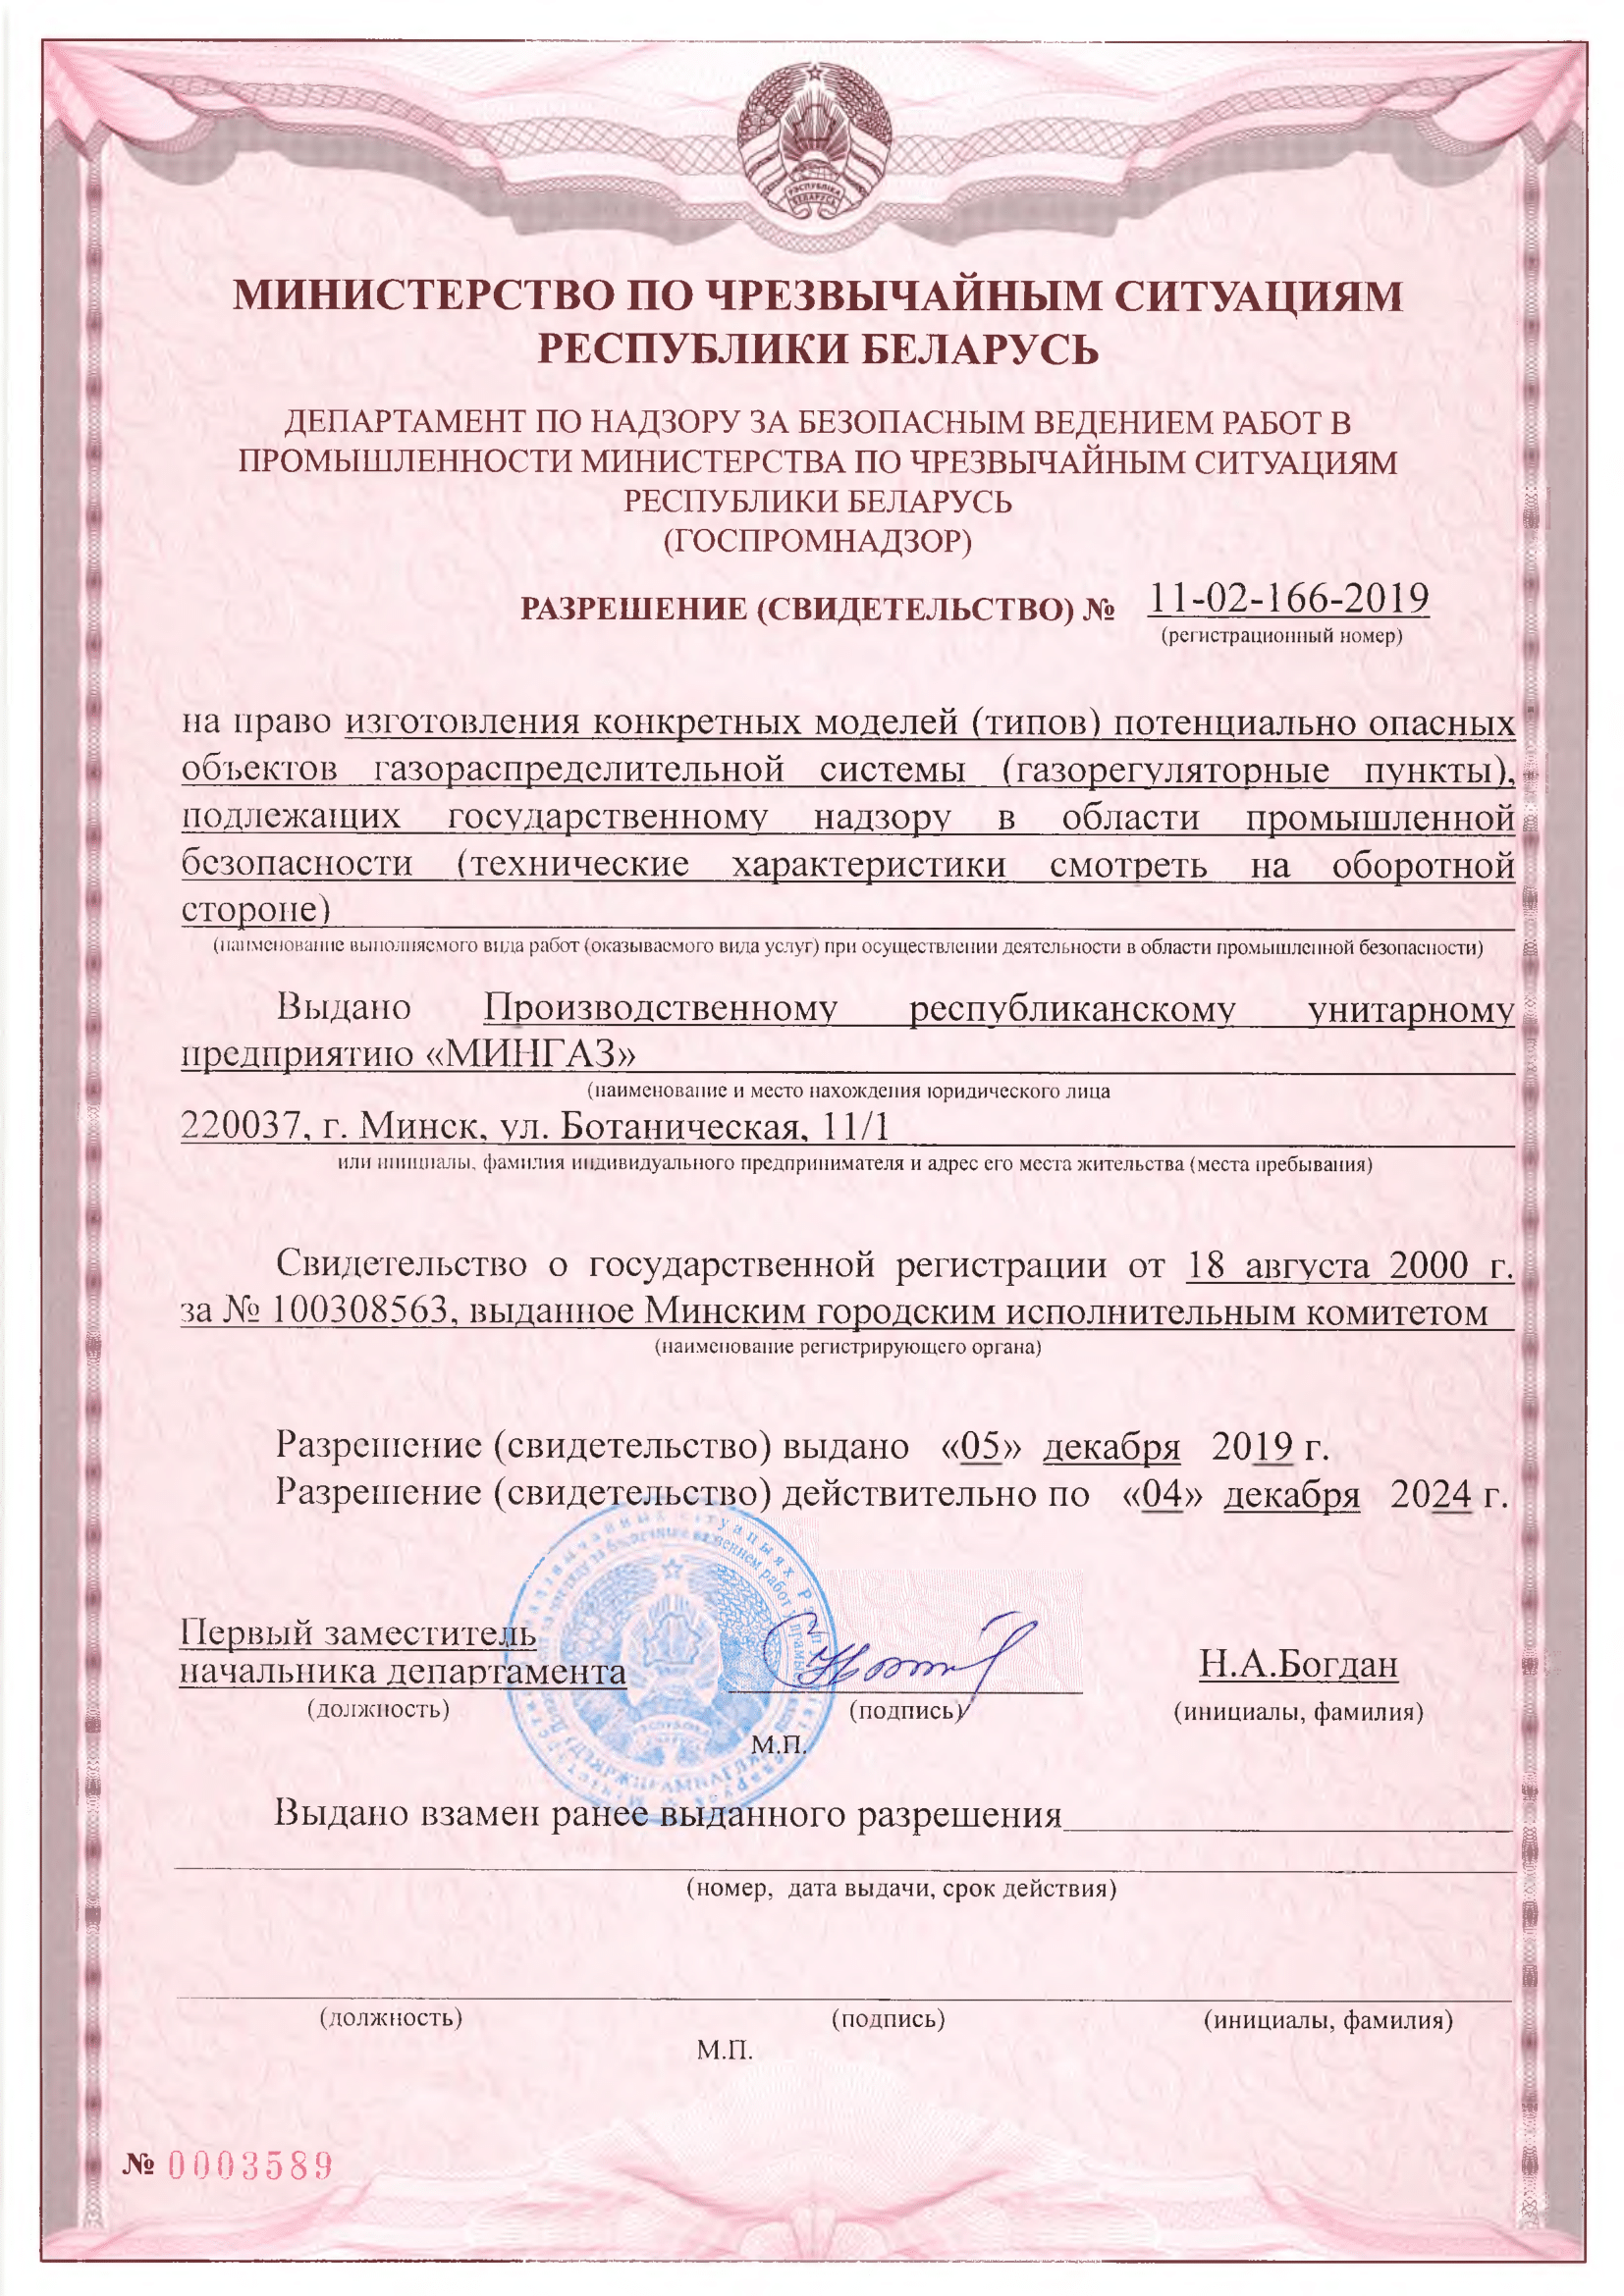 РЭСПУБЛІКА
БЕЛАРУСЬ
МИНИСТЕРСТВО ПО ЧРЕЗВЫЧАЙНЫМ СИТУАЦИЯМ
РЕСПУБЛИКИ БЕЛАРУСЬ
ДЕПАРТАМЕНТ ПО НАДЗОРУ ЗА БЕЗОПАСНЫМ ВЕДЕНИЕМ РАБОТ В
ПРОМЫШЛЕННОСТИ МИНИСТЕРСТВА ПО ЧРЕЗВЫЧАЙНЫМ СИТУАЦИЯМ
РЕСПУБЛИКИ БЕЛАРУСЬ
(ГОСПРОМНАДЗОР)
РАЗРЕШЕНИЕ (СВИДЕТЕЛЬСТВО) № 11-02-166-2019
(регистрационный номер)
на право изготовления конкретных моделей (типов) потенциально опасных
объектов газораспределительной системы (газорегуляторные пункты),
подлежащих государственному надзору в области промышленной
безопасности (технические характеристики смотреть на оборотной
стороне)
(наименование выполняемого вида работ (оказываемого вида услуг) при осуществлении деятельности в области промышленной безопасности)
Выдано Производственному республиканскому унитарному
предприятию «МИНГАЗ»
(наименование и место нахождения юридического лица
220037, г. Минск, ул. Ботаническая, 11/1
или инициалы, фамилия индивидуального предпринимателя и адрес его места жительства (места пребывания)
Свидетельство о государственной регистрации от 18 августа 2000 г.
за № 100308563, выданное Минским городским исполнительным комитетом
(наименование регистрирующего органа)
Разрешение (свидетельство) выдано «05» декабря 2019 г.
Разрешение (свидетельство) действительно по «04» декабря 2024 г.
Первый заместитель
начальника департамента Н.А.Богдан
(должность) (подпись) (инициалы, фамилия)
М.П.
Выдано взамен ранее выданного разрешения
(номер, дата выдачи, срок действия)
(должность) (подпись) (инициалы, фамилия)
М.П.
№ 0003589